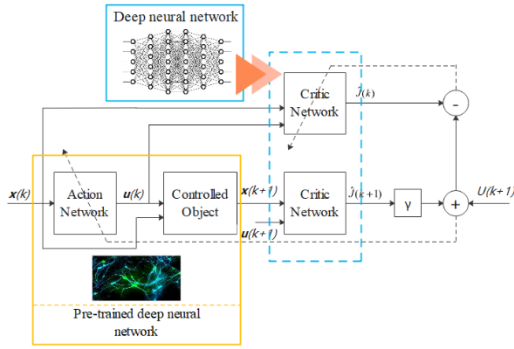 Deep neural network
Critic
Network
Ĵ(k)
-
x(k)
Action
Network
u(k)
Controlled
Object
x(k+1)
u(k+1)
Critic
Network
Ĵ(k+1)
γ
+
U(k+1)
Pre-trained deep neural
network